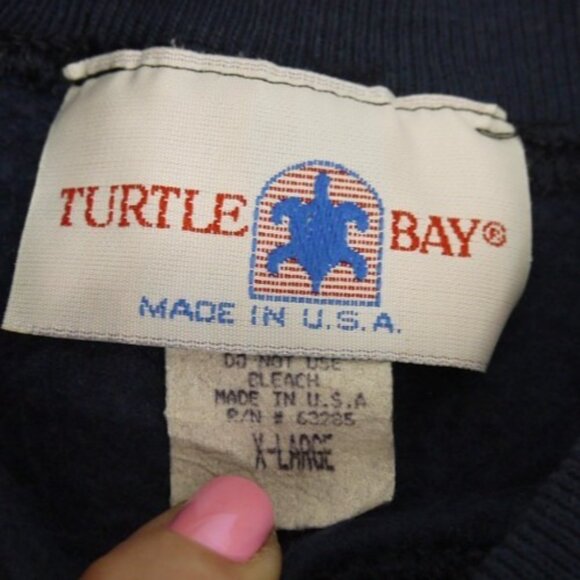 TURTLE BAY®
MADE IN U.S.A.
DO NOT USE
BLEACH
MADE IN U.S.A
R/N # 63285
X-LARGE